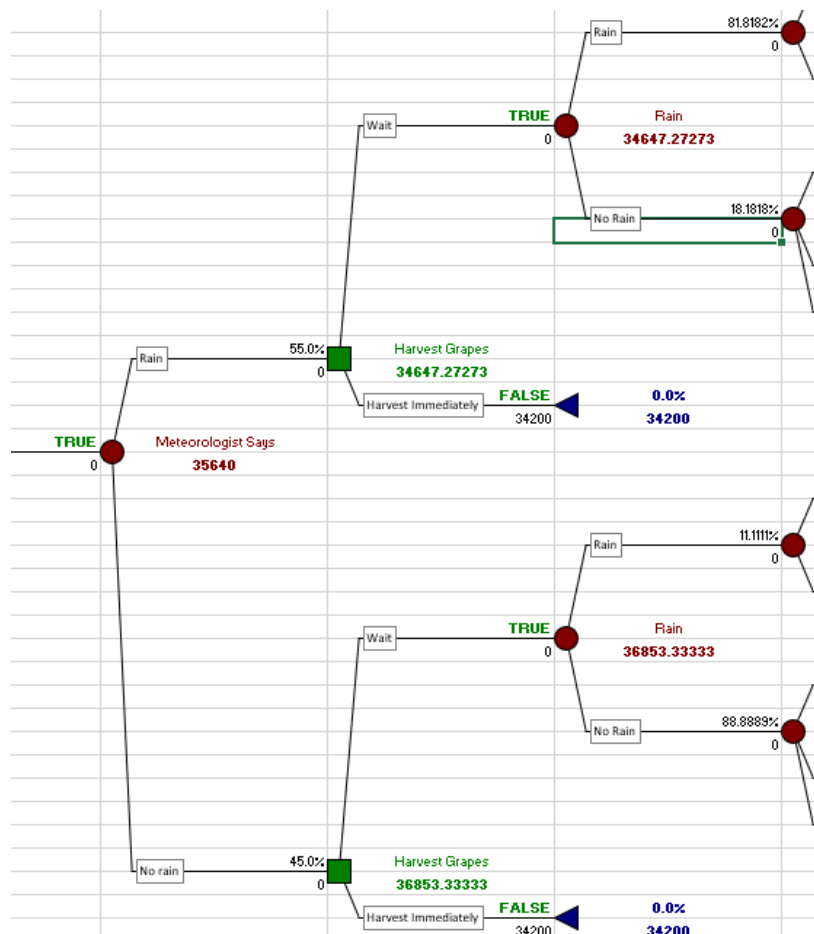 Rain
81.8182%
0
Wait
TRUE
Rain
0
34647.27273
No Rain
18.1818%
0
Rain
55.0%
Harvest Grapes
0
34647.27273
Harvest Immediately
FALSE
0.0%
34200
34200
TRUE
Meteorologist Says
0
35640
Rain
11.1111%
0
Wait
TRUE
Rain
0
36853.33333
No Rain
88.8889%
0
No rain
45.0%
Harvest Grapes
0
36853.33333
Harvest Immediately
FALSE
0.0%
34200
34200